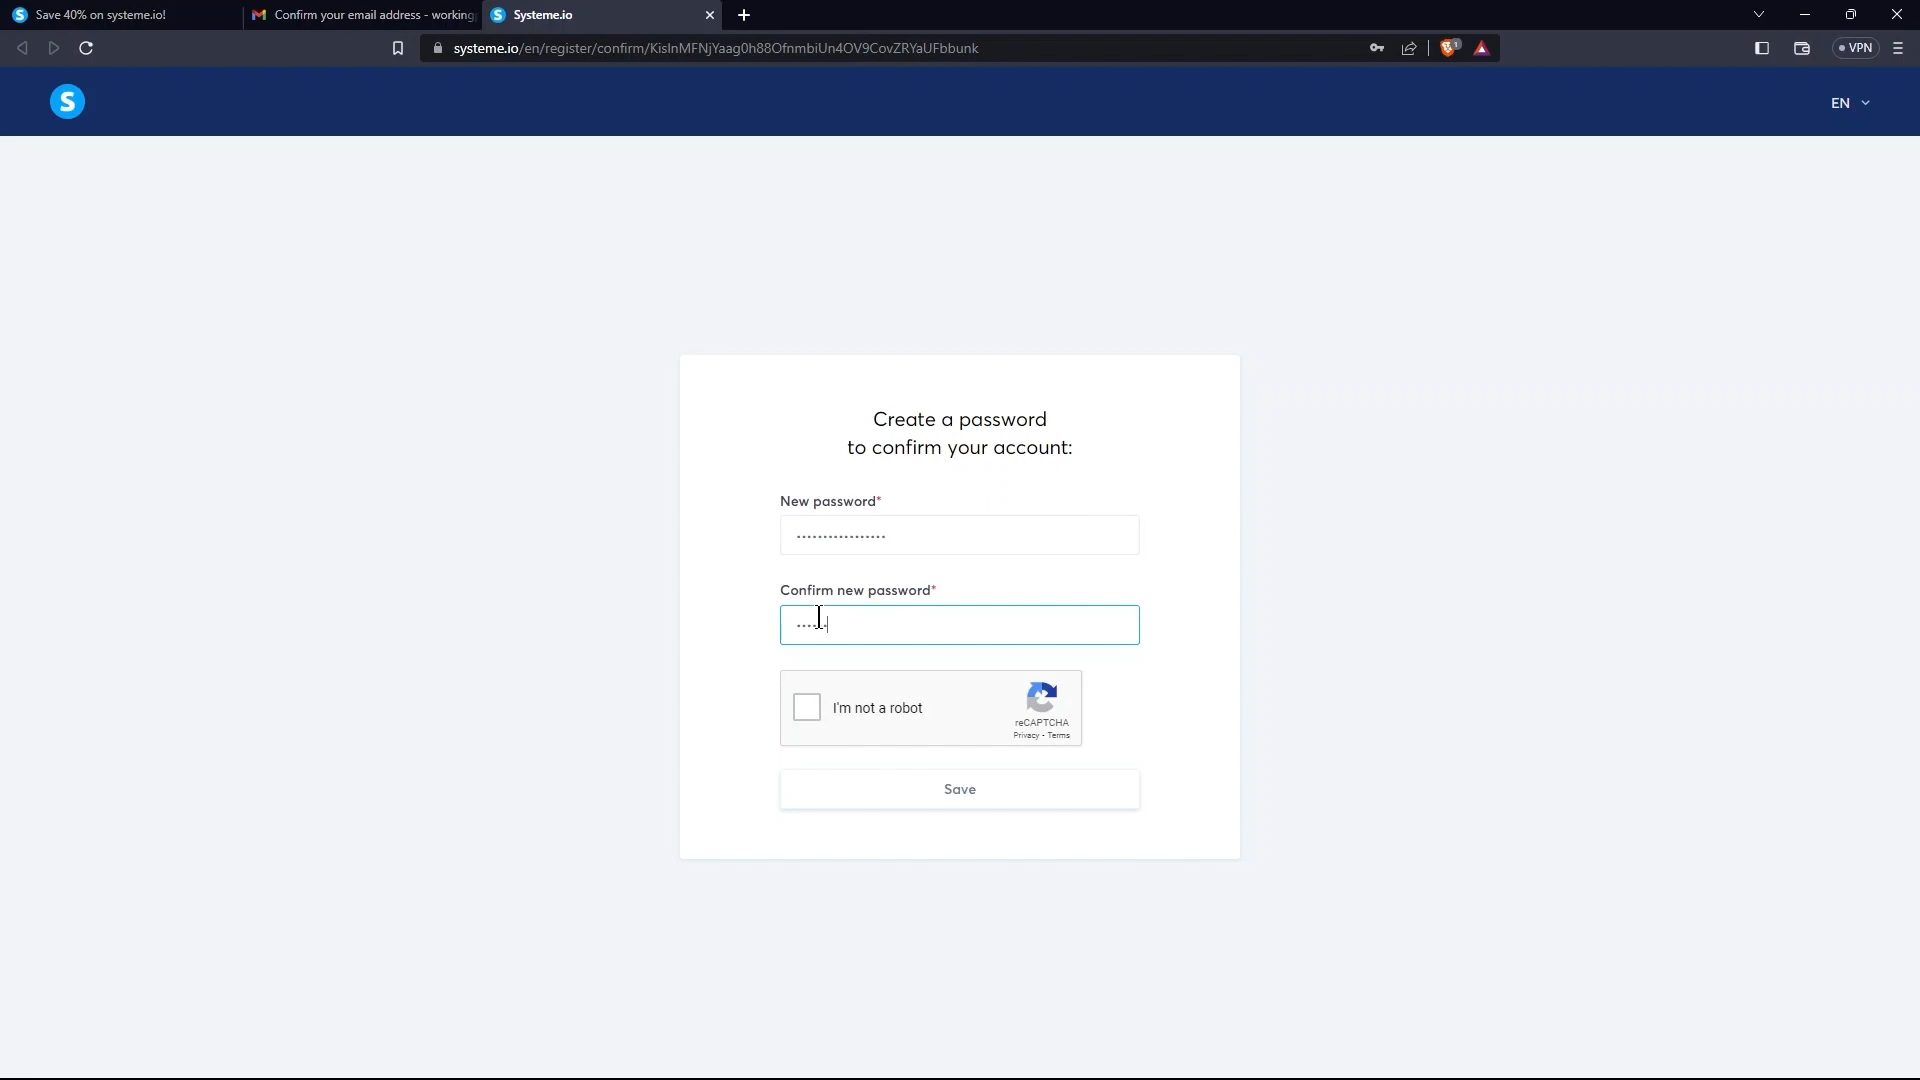 Save 40% on systeme.io!
Confirm your email address - working
Systeme.io
systeme.io/en/register/confirm/KisInMFNjYaag0h88OfnmbiUn4OV9CovZRYaUFbbunk
1
VPN
S
EN
Create a password
to confirm your account:
New password*
•••••••••••••••••
Confirm new password*
••••••
I'm not a robot
reCAPTCHA
Privacy - Terms
Save